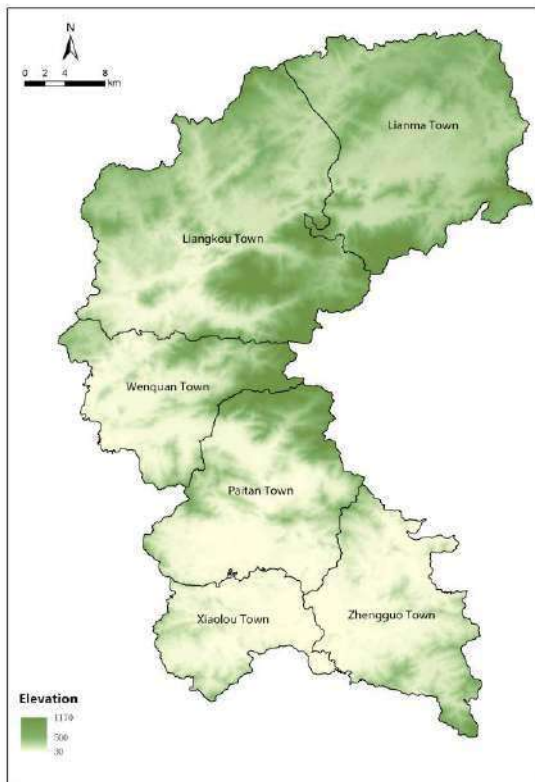 N
0 2 4 8
km
Lianma Town
Liangkou Town
Wenquan Town
Paitan Town
Xiaolou Town
Zhengguo Town
Elevation
1170
500
30